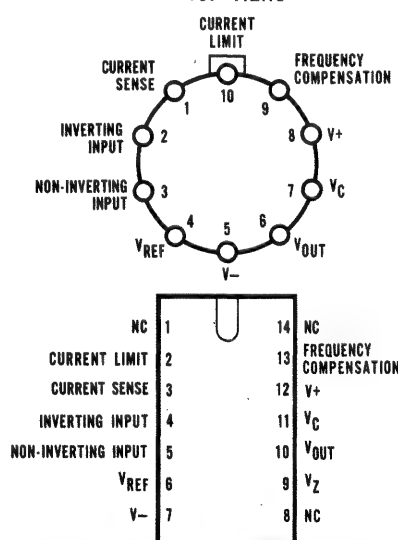 CURRENT
LIMIT
CURRENT
SENSE
FREQUENCY
COMPENSATION
10
1
9
INVERTING
INPUT
2
8
V+
NON-INVERTING
INPUT
3
7
VC
4
5
6
VREF
VOUT
V–
NC 1 14 NC
CURRENT LIMIT 2 13 FREQUENCY
COMPENSATION
CURRENT SENSE 3 12 V+
INVERTING INPUT 4 11 VC
NON-INVERTING INPUT 5 10 VOUT
VREF 6 9 VZ
V– 7 8 NC